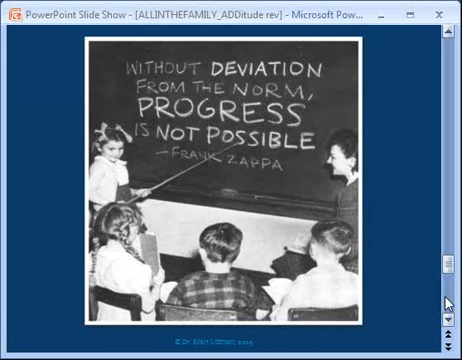 PowerPoint Slide Show - [ALLINTHEFAMILY_ADDitude rev] - Microsoft Pow...
WITHOUT DEVIATION
FROM THE NORM,
PROGRESS
IS NOT POSSIBLE
—FRANK ZAPPA
© Dr. Ellen Littman, 2015